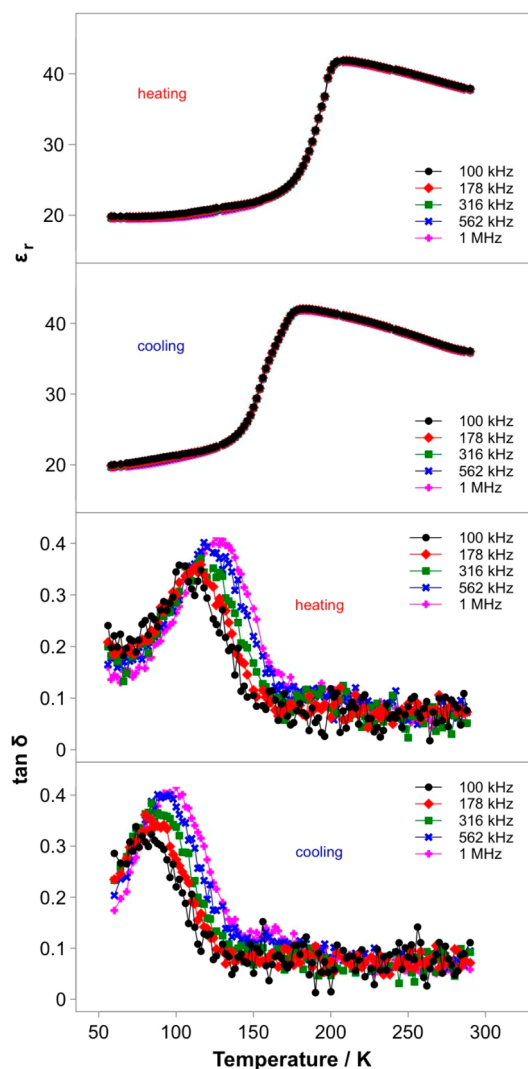 40
30
20
heating
100 kHz
178 kHz
316 kHz
562 kHz
1 MHz
εr
40
30
20
cooling
100 kHz
178 kHz
316 kHz
562 kHz
1 MHz
0.4
0.3
0.2
0.1
0
heating
100 kHz
178 kHz
316 kHz
562 kHz
1 MHz
tan δ
0.4
0.3
0.2
0.1
0
cooling
100 kHz
178 kHz
316 kHz
562 kHz
1 MHz
50 100 150 200 250 300
Temperature / K